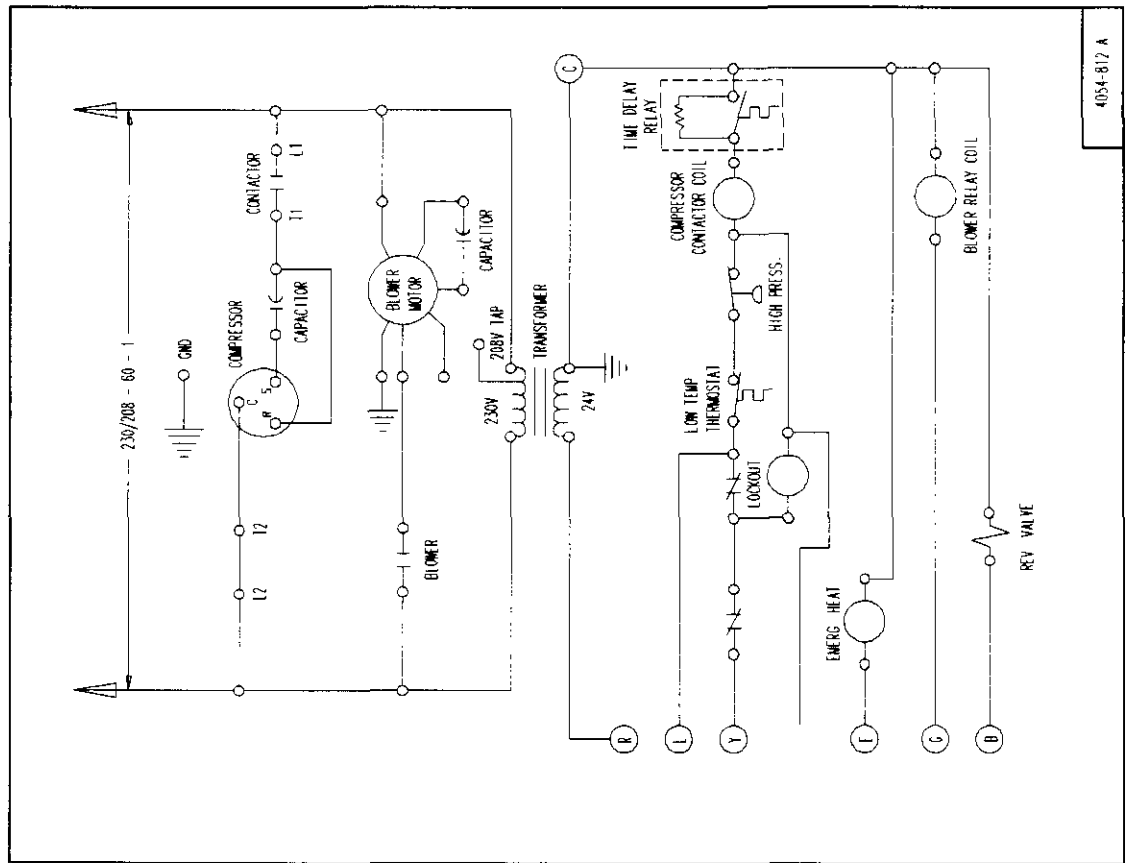 4054-812 A
230/208 - 60 - 1
GND
L2
T2
COMPRESSOR
C
S
R
CAPACITOR
T1
CONTACTOR
L1
BLOWER
BLOWER
MOTOR
CAPACITOR
208V TAP
230V
TRANSFORMER
24V
R
C
L
Y
LOCKOUT
LOW TEMP
THERMOSTAT
HIGH PRESS.
COMPRESSOR
CONTACTOR COIL
TIME DELAY
RELAY
EMERG HEAT
E
G
BLOWER RELAY COIL
B
REV VALVE